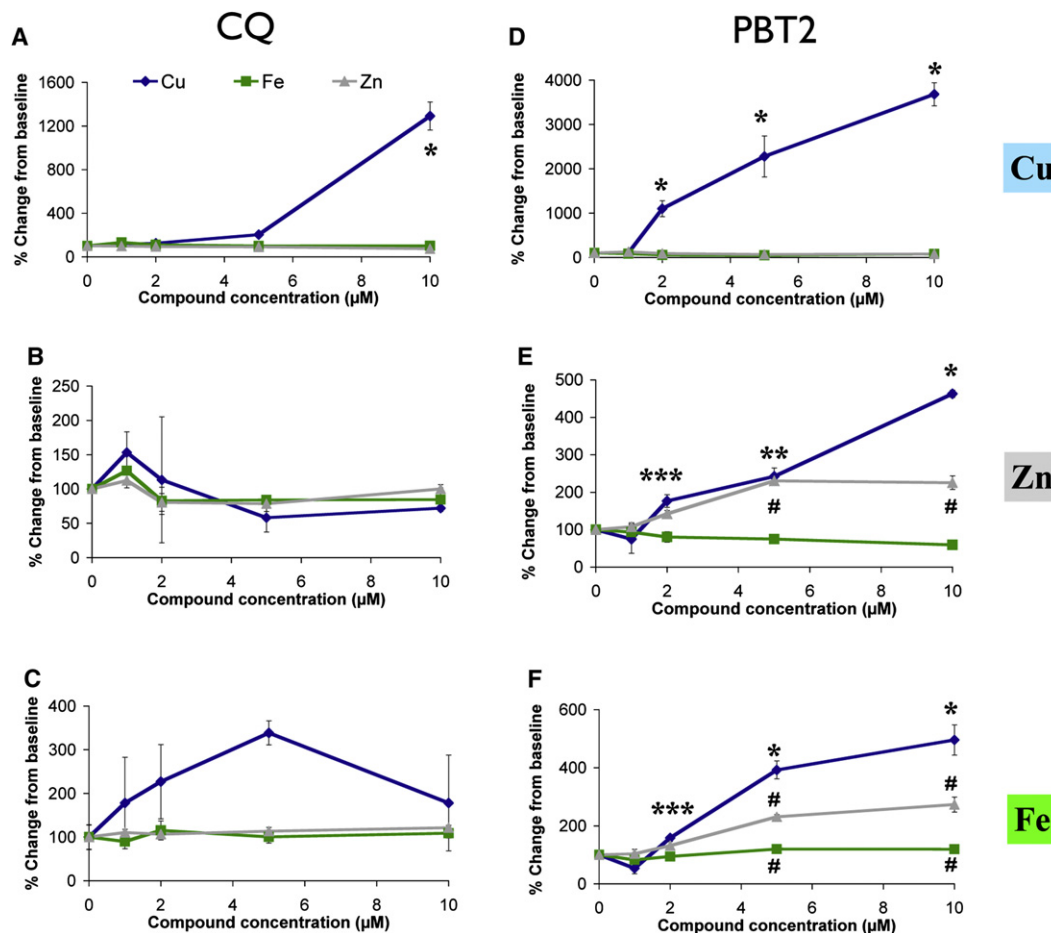 CQ
PBT2
A
Cu Fe Zn
% Change from baseline
1600
1200
800
400
0
0 2 4 6 8 10
Compound concentration (µM)
*
D
% Change from baseline
4000
3000
2000
1000
0
0 2 4 6 8 10
Compound concentration (µM)
* * *
Cu
B
% Change from baseline
250
200
150
100
50
0
0 2 4 6 8 10
Compound concentration (µM)
E
% Change from baseline
500
400
300
200
100
0
0 2 4 6 8 10
Compound concentration (µM)
*** ** *
# #
Zn
C
% Change from baseline
400
300
200
100
0
0 2 4 6 8 10
Compound concentration (µM)
F
% Change from baseline
600
400
200
0
0 2 4 6 8 10
Compound concentration (µM)
*** * *
# #
# #
Fe